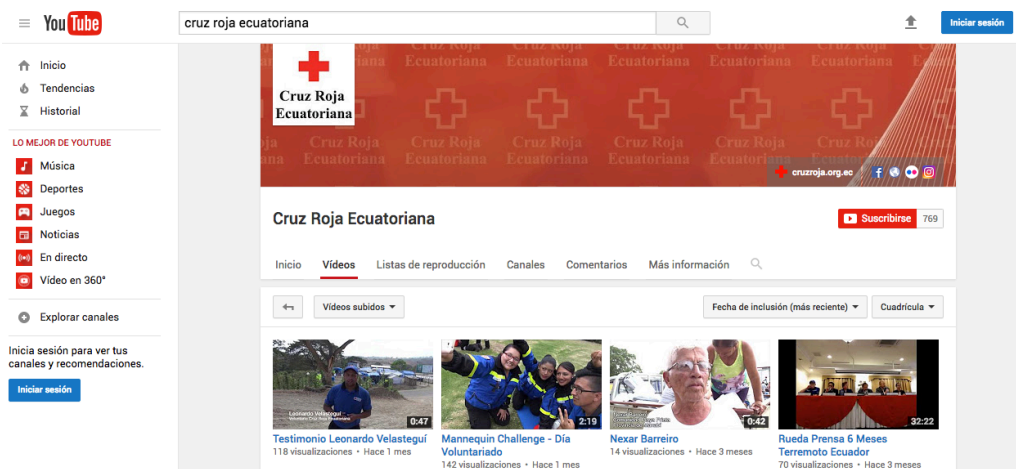 YouTube
cruz roja ecuatoriana
Iniciar sesión
Inicio
Tendencias
Historial
LO MEJOR DE YOUTUBE
Música
Deportes
Juegos
Noticias
En directo
Vídeo en 360°
Explorar canales
Inicia sesión para ver tus
canales y recomendaciones.
Iniciar sesión
Cruz Roja
Ecuatoriana
cruzroja.org.ec
Cruz Roja Ecuatoriana
Suscribirse 769
Inicio Vídeos Listas de reproducción Canales Comentarios Más información
Vídeos subidos
Fecha de inclusión (más reciente)
Cuadrícula
Leonardo Velastegui
0:47
Testimonio Leonardo Velasteguí
118 visualizaciones • Hace 1 mes
2:19
Mannequin Challenge - Día
Voluntariado
142 visualizaciones • Hace 1 mes
0:42
Nexar Barreiro
14 visualizaciones • Hace 3 meses
32:22
Rueda Prensa 6 Meses
Terremoto Ecuador
70 visualizaciones • Hace 3 meses